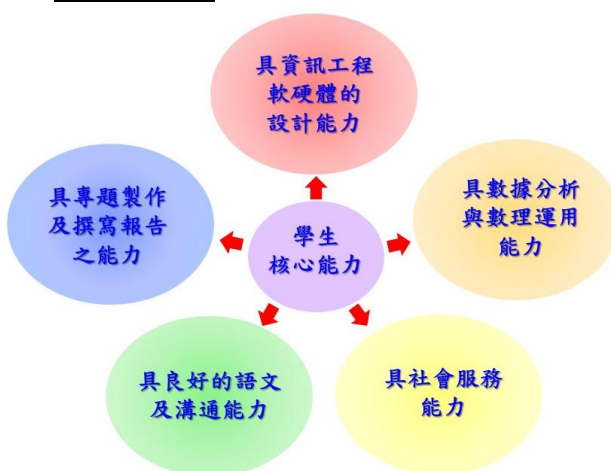 具資訊工程
軟硬體的
設計能力
具專題製作
及撰寫報告
之能力
學生
核心能力
具數據分析
與數理運用
能力
具良好的語文
及溝通能力
具社會服務
能力